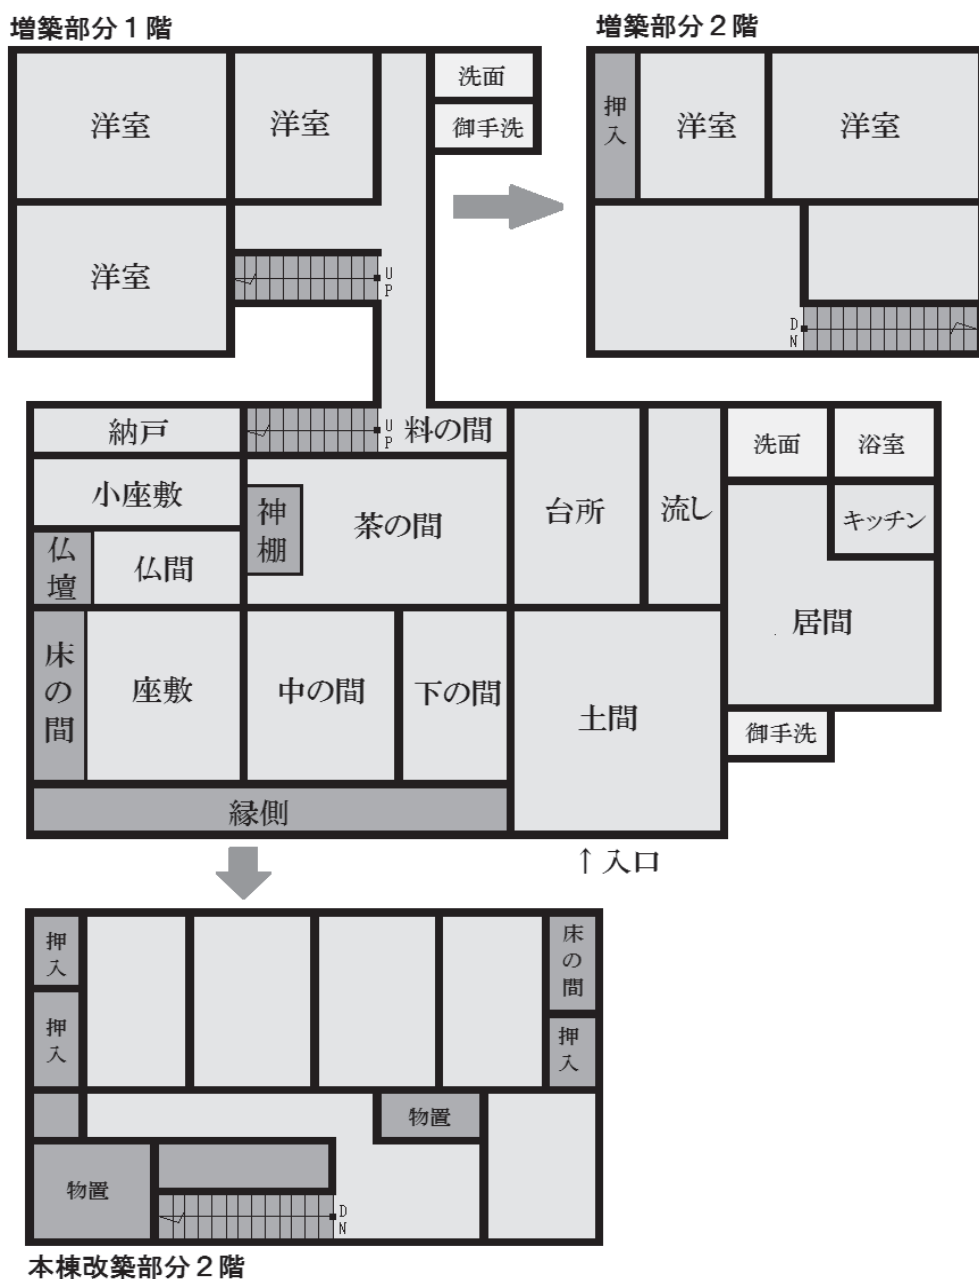 増築部分１階
洋室
洋室
洋室
UP
洗面
御手洗
増築部分２階
押入
洋室
洋室
DN
納戸
UP
料の間
小座敷
神棚
茶の間
台所
流し
洗面
浴室
キッチン
仏壇
仏間
居間
床の間
座敷
中の間
下の間
土間
御手洗
縁側
↑入口
押入
押入
床の間
押入
物置
物置
DN
本棟改築部分２階